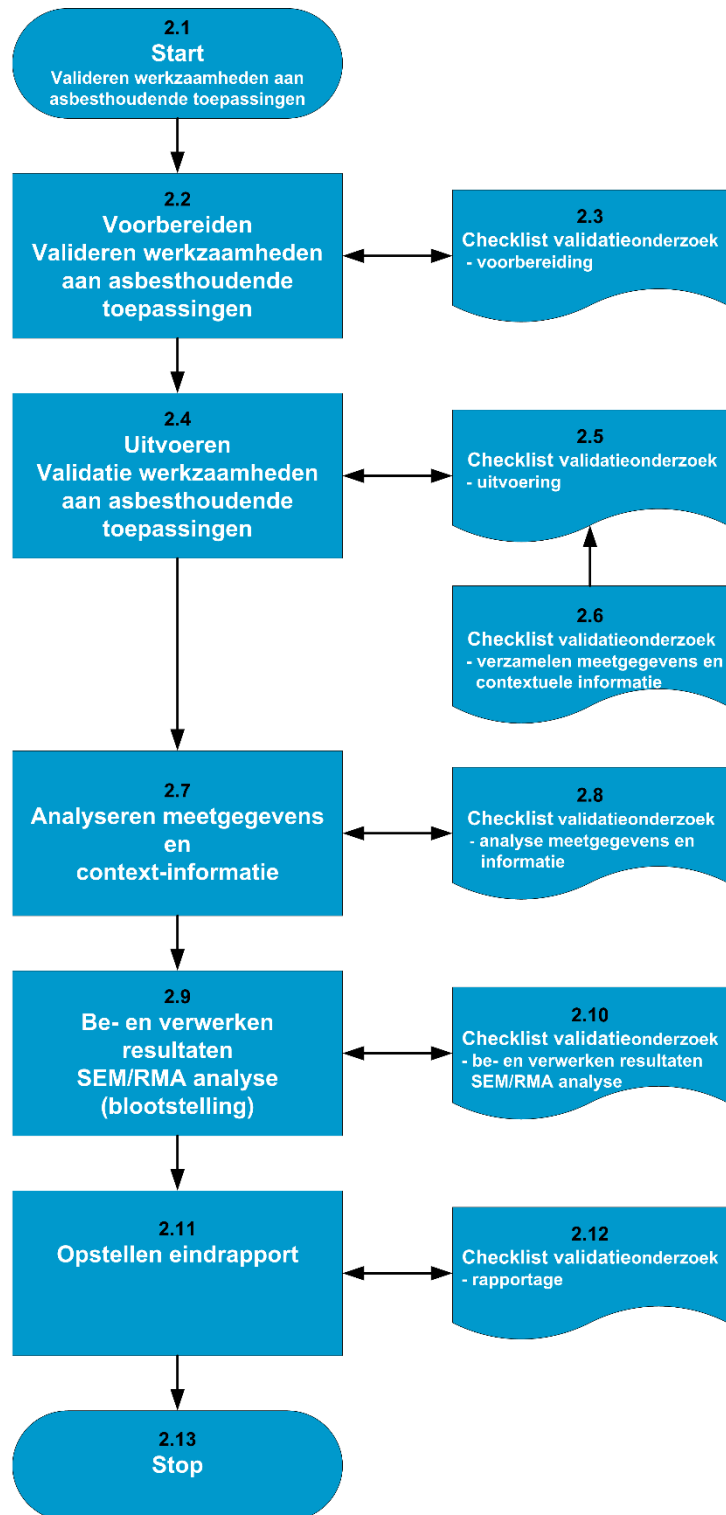 2.1
Start
Valideren werkzaamheden aan
asbesthoudende toepassingen
2.2
Voorbereiden
Valideren werkzaamheden
aan asbesthoudende
toepassingen
2.3
Checklist validatieonderzoek
- voorbereiding
2.4
Uitvoeren
Validatie werkzaamheden
aan asbesthoudende
toepassingen
2.5
Checklist validatieonderzoek
- uitvoering
2.6
Checklist validatieonderzoek
- verzamelen meetgegevens en
contextuele informatie
2.7
Analyseren meetgegevens
en
context-informatie
2.8
Checklist validatieonderzoek
- analyse meetgegevens en
informatie
2.9
Be- en verwerken
resultaten
SEM/RMA analyse
(blootstelling)
2.10
Checklist validatieonderzoek
- be- en verwerken resultaten
SEM/RMA analyse
2.11
Opstellen eindrapport
2.12
Checklist validatieonderzoek
- rapportage
2.13
Stop